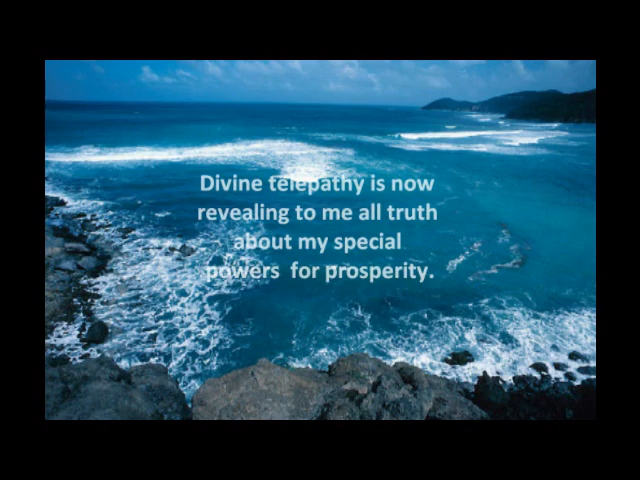 Divine telepathy is now
revealing to me all truth
about my special
powers  for prosperity.